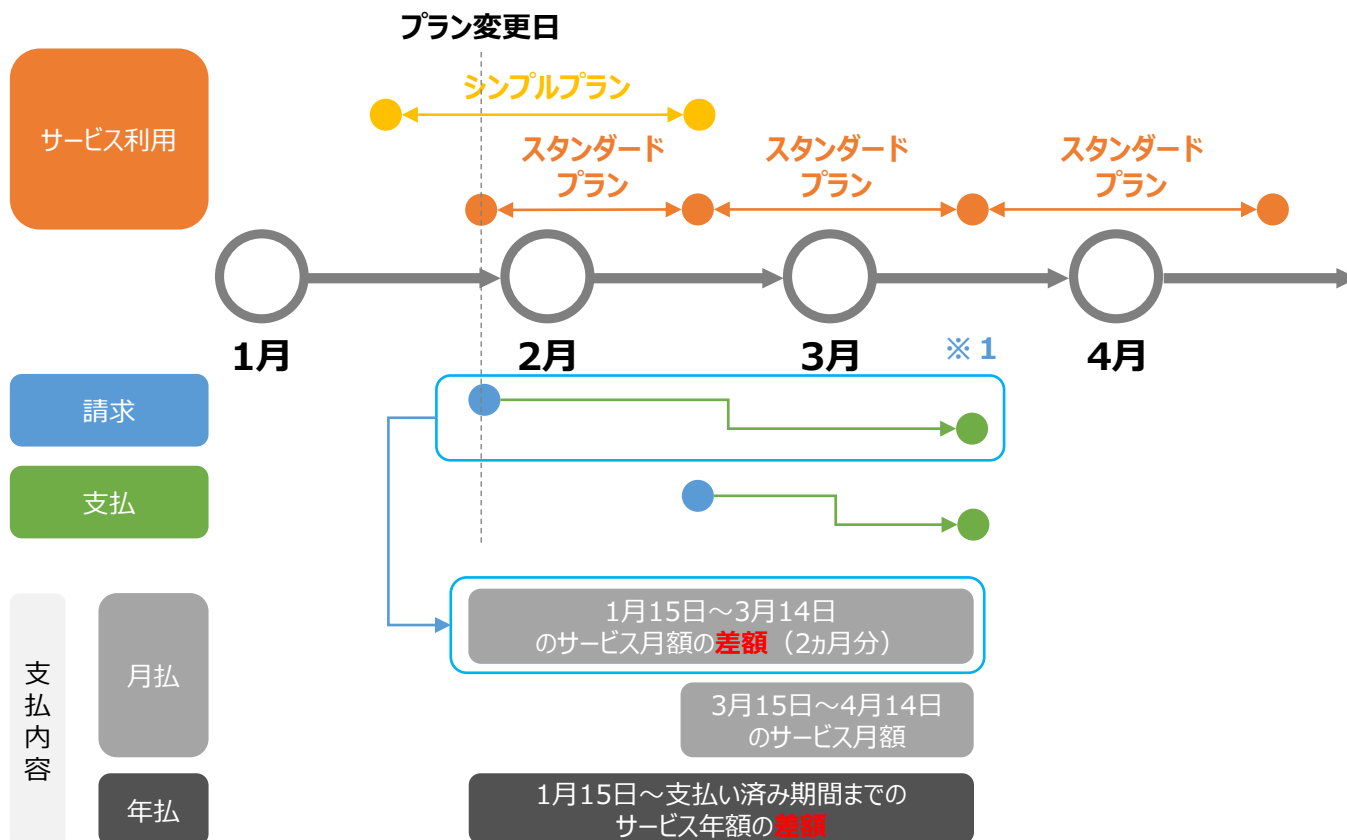 プラン変更日
サービス利用
シンプルプラン
スタンダード
プラン
スタンダード
プラン
スタンダード
プラン
1月
2月
3月
※1
4月
請求
支払
支払内容
月払
1月15日～3月14日
のサービス月額の差額（2ヵ月分）
3月15日～4月14日
のサービス月額
年払
1月15日～支払い済み期間までの
サービス年額の差額